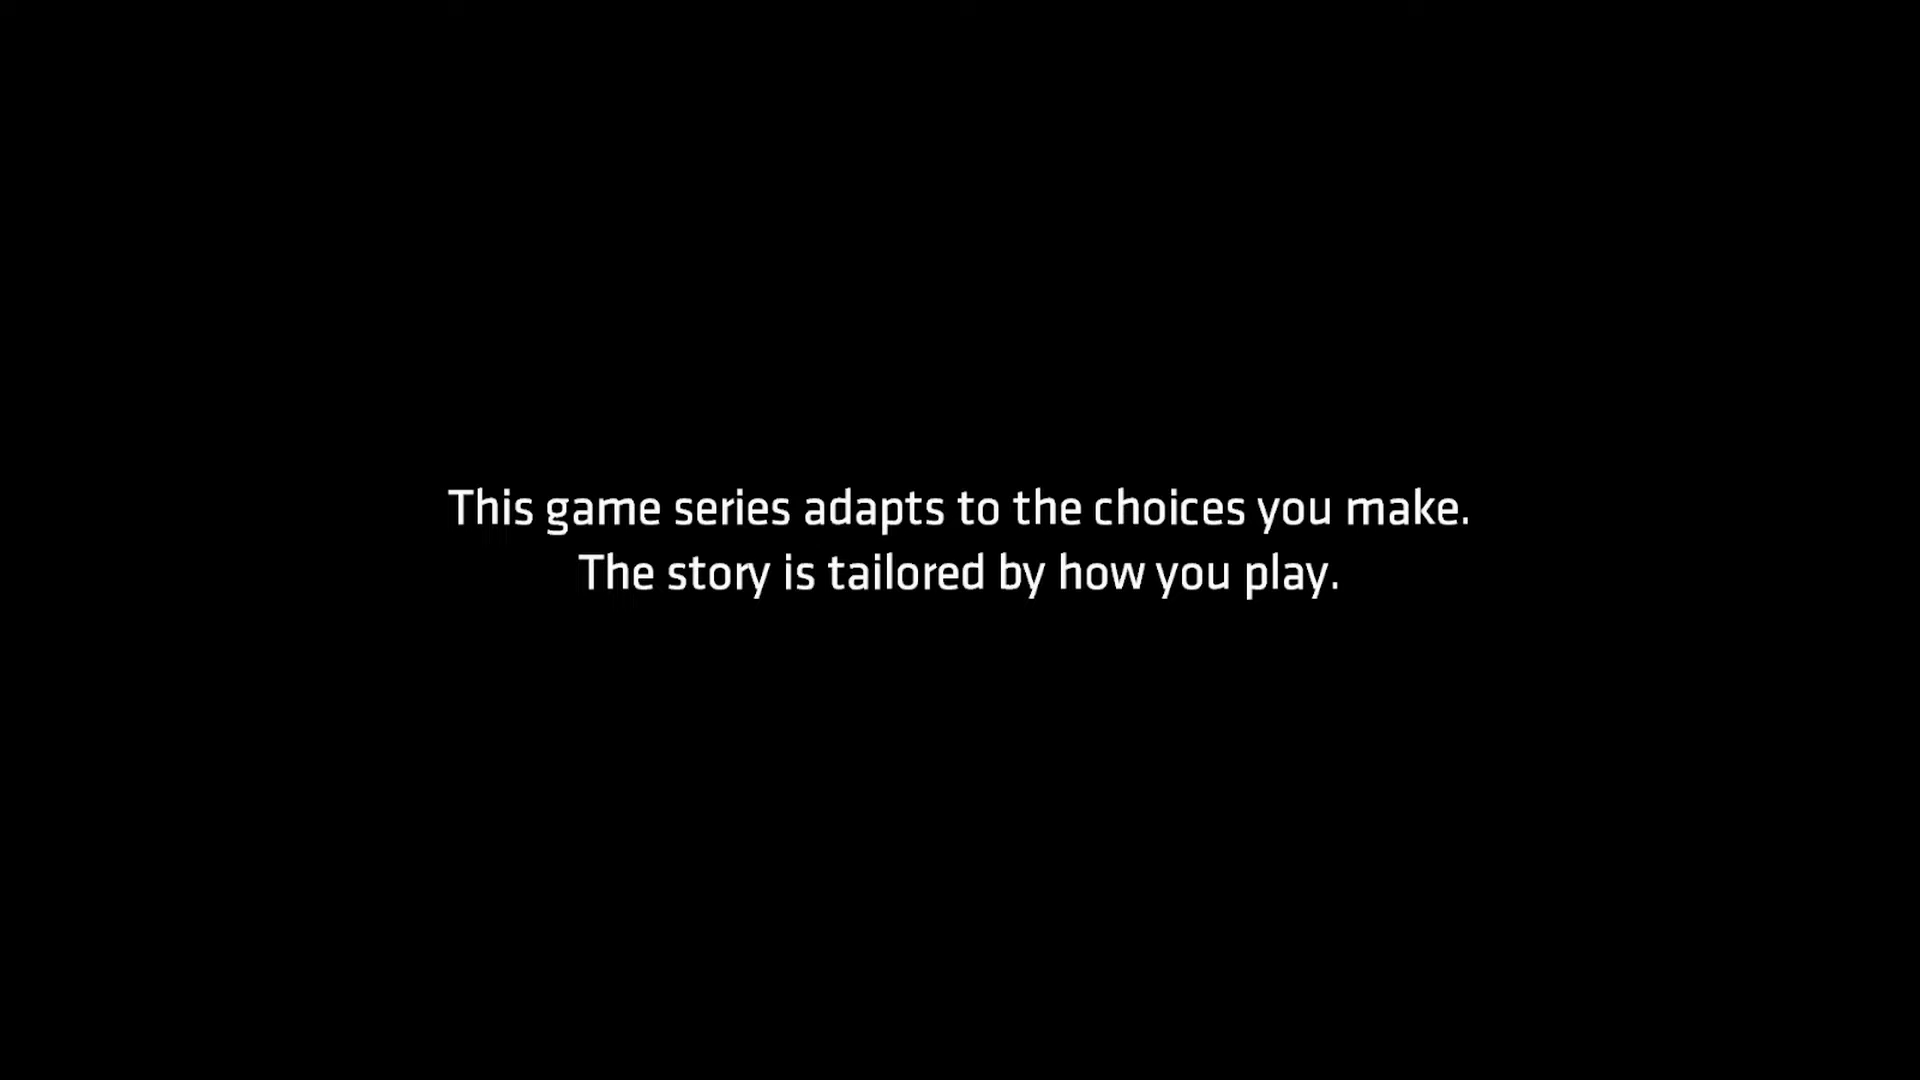 This game series adapts to the choices you make.
The story is tailored by how you play.